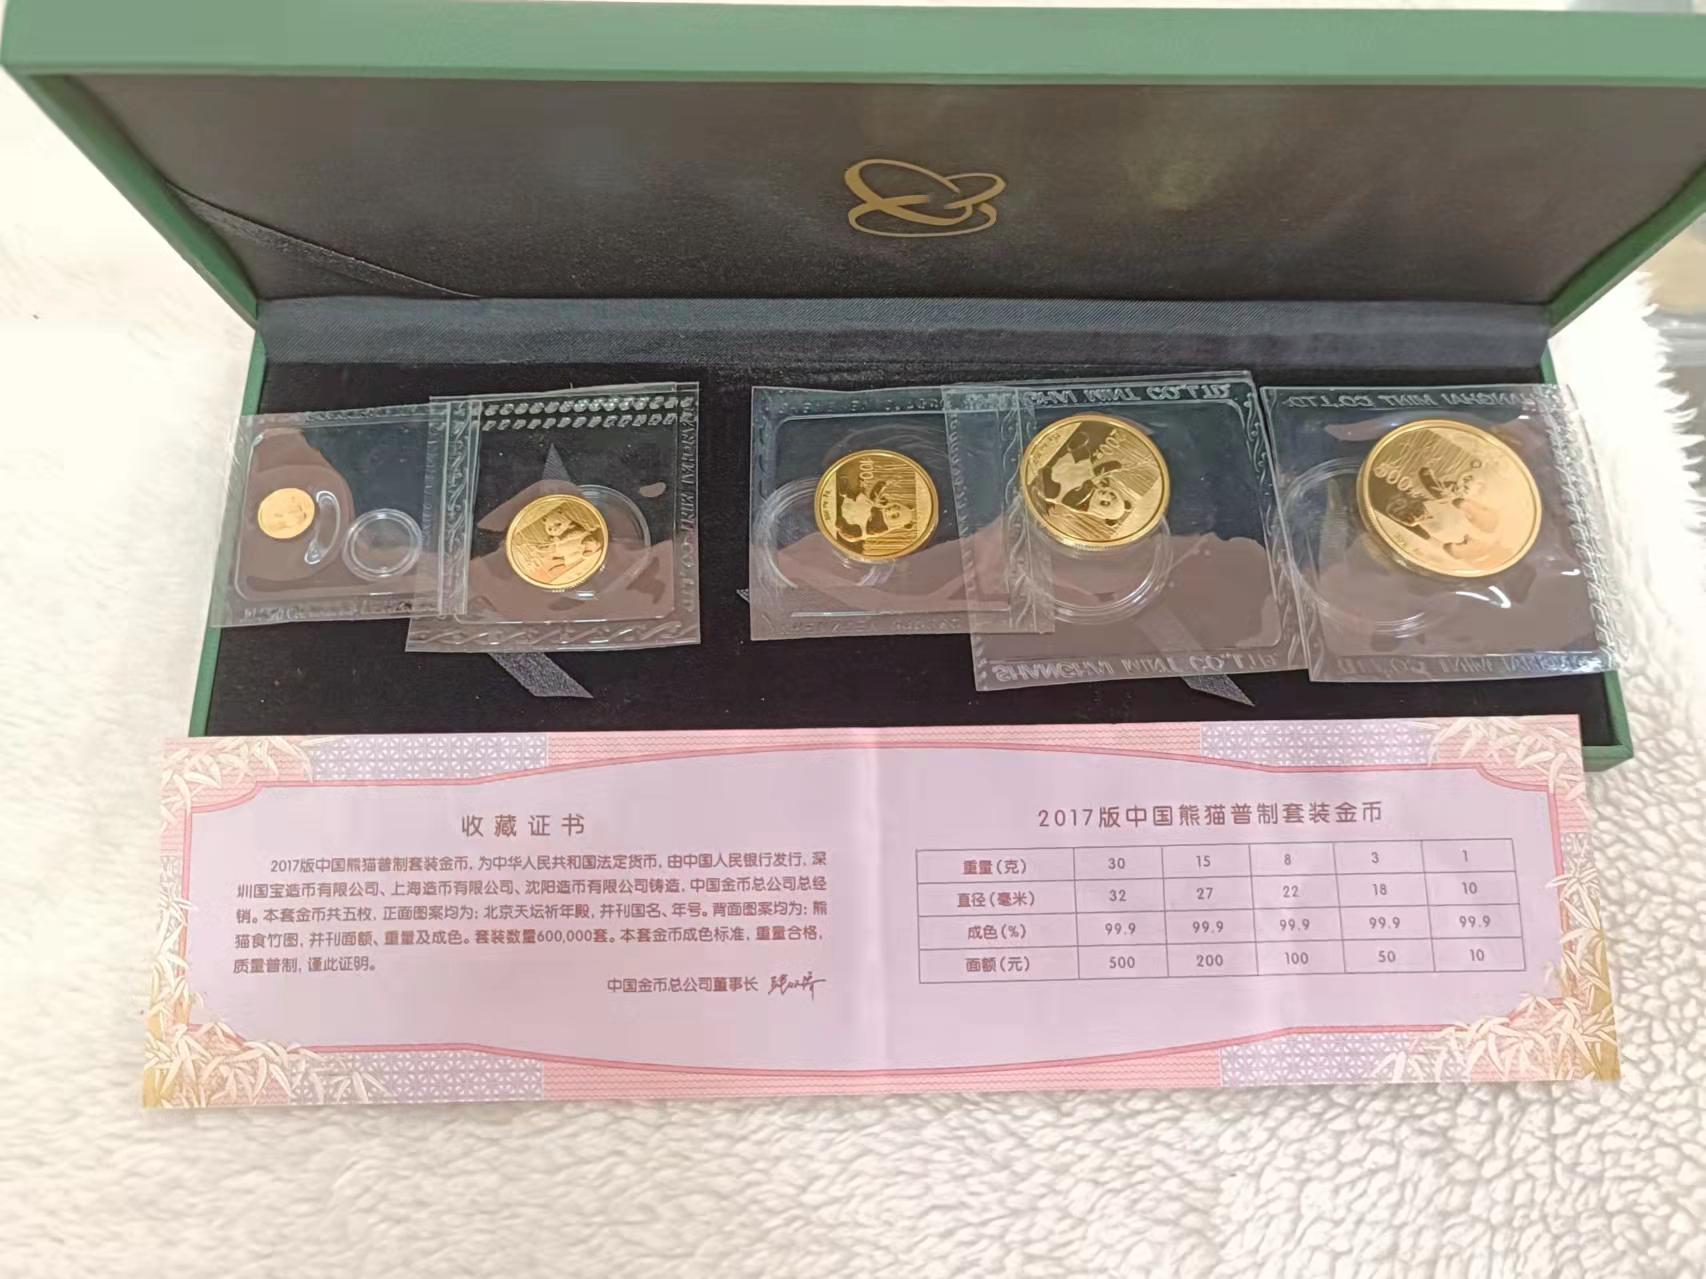 SHANGHAI MINT CO.,LTD
SHANGHAI MINT CO.,LTD
100
500
SHANGHAI MINT CO.,LTD
收藏证书
2017版中国熊猫普制套装金币，为中华人民共和国法定货币，由中国人民银行发行，深
圳国宝造币有限公司、上海造币有限公司、沈阳造币有限公司铸造，中国金币总公司总经
销。本套金币共五枚，正面图案均为：北京天坛祈年殿，并刊国名、年号。背面图案均为：熊
猫食竹图，并刊面额、重量及成色。套装数量600,000套。本套金币成色标准，重量合格，
质量普制，谨此证明。
中国金币总公司董事长
2017版中国熊猫普制套装金币
重量（克） 30 15 8 3 1
直径（毫米） 32 27 22 18 10
成色（%） 99.9 99.9 99.9 99.9 99.9
面额（元） 500 200 100 50 10